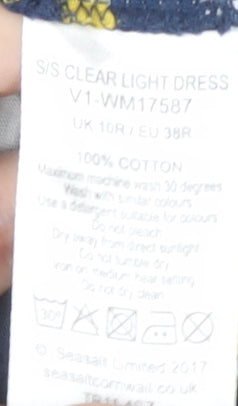 S/S CLEAR LIGHT DRESS
V1-WM17587
UK 10R / EU 38R
100% COTTON
Maximum machine wash 30 degrees
Wash with similar colours
Use a detergent suitable for colours
Do not bleach
Dry away from direct sunlight
Do not tumble dry
Iron on medium heat setting
Do not dry clean
30°
© Seasalt Limited 2017
seasaltcornwall.co.uk